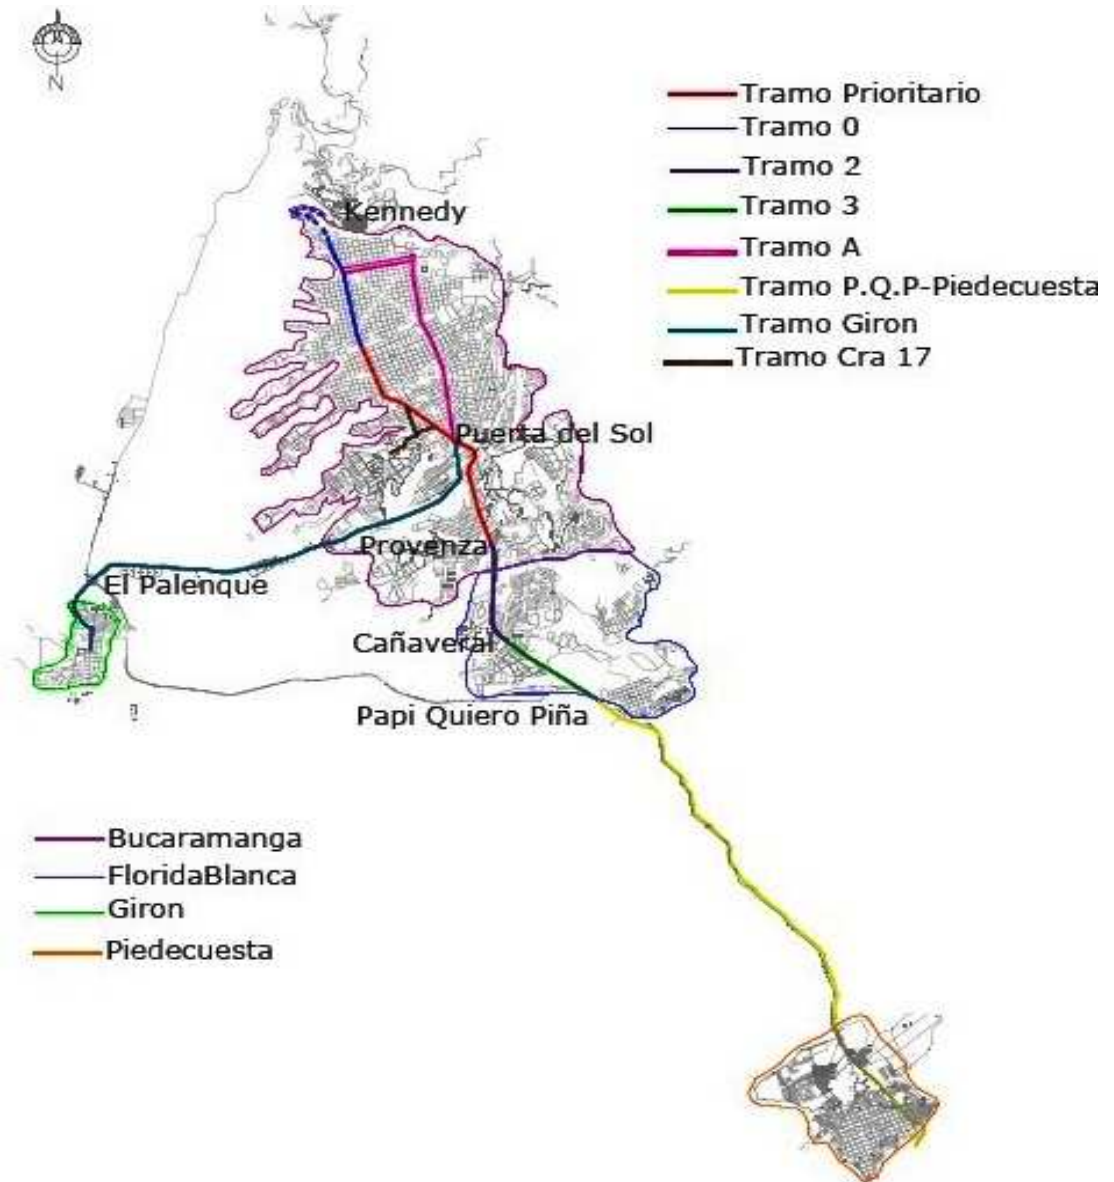 N
Tramo Prioritario
Tramo 0
Tramo 2
Tramo 3
Tramo A
Tramo P.Q.P-Piedecuesta
Tramo Giron
Tramo Cra 17
Kennedy
Puerta del Sol
Provenza
El Palenque
Cañaveral
Papi Quiero Piña
Bucaramanga
FloridaBlanca
Giron
Piedecuesta